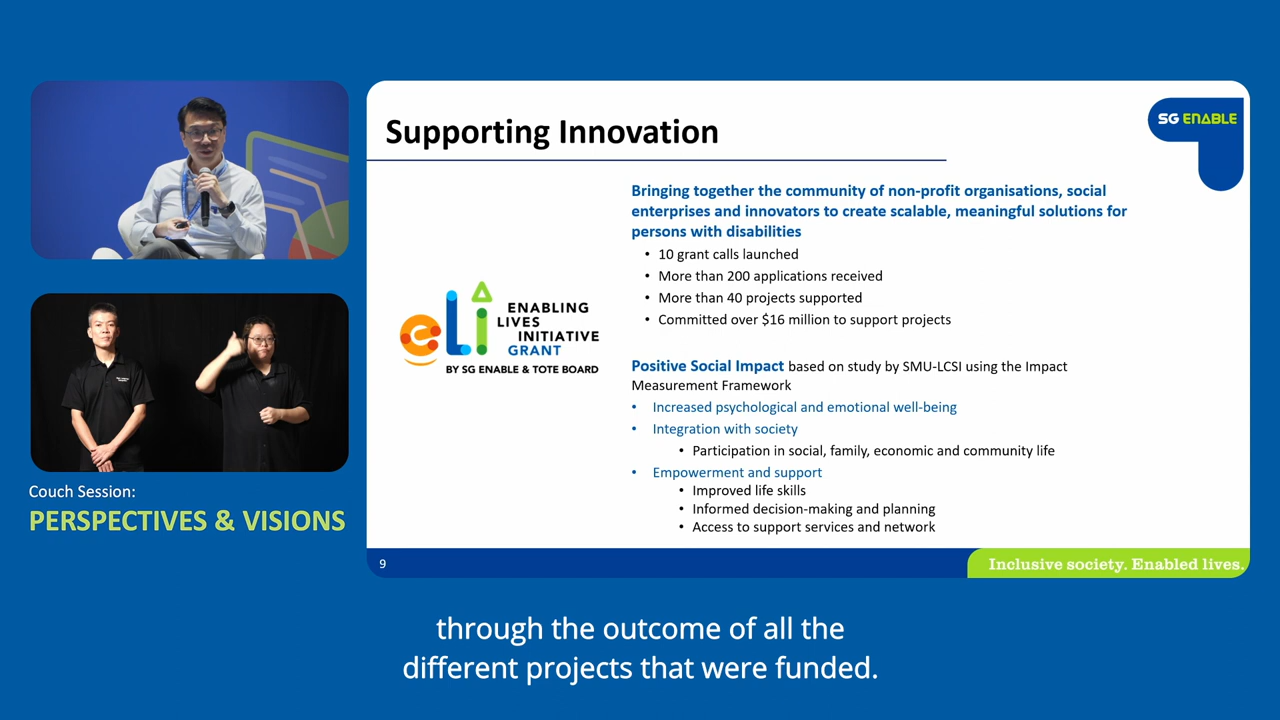 Supporting Innovation
SG ENABLE
Bringing together the community of non-profit organisations, social
enterprises and innovators to create scalable, meaningful solutions for
persons with disabilities
• 10 grant calls launched
• More than 200 applications received
• More than 40 projects supported
• Committed over $16 million to support projects
eLi
ENABLING
LIVES
INITIATIVE
GRANT
BY SG ENABLE & TOTE BOARD
Positive Social Impact based on study by SMU-LCSI using the Impact
Measurement Framework
• Increased psychological and emotional well-being
• Integration with society
• Participation in social, family, economic and community life
• Empowerment and support
• Improved life skills
• Informed decision-making and planning
• Access to support services and network
9
Inclusive society. Enabled lives.
Couch Session:
PERSPECTIVES & VISIONS
through the outcome of all the
different projects that were funded.